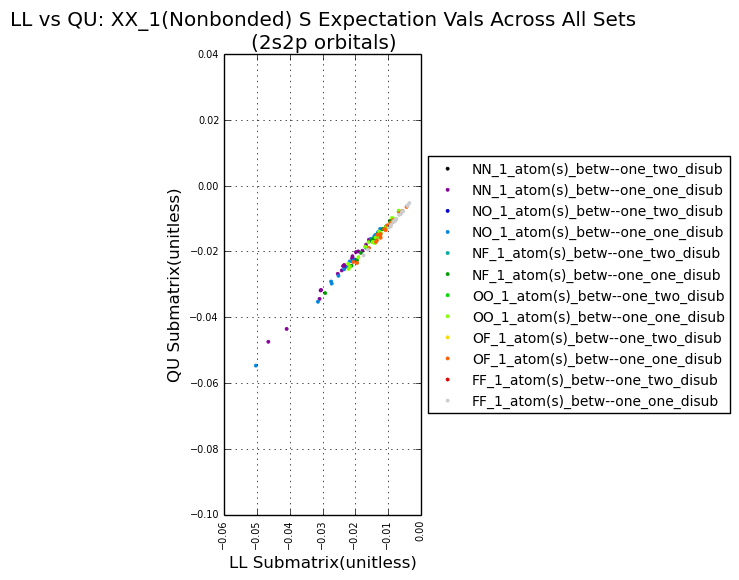 LL vs QU: XX_1(Nonbonded) S Expectation Vals Across All Sets
(2s2p orbitals)
0.04
0.02
0.00
−0.02
−0.04
−0.06
−0.08
−0.10
QU Submatrix(unitless)
−0.06
−0.05
−0.04
−0.03
−0.02
−0.01
0.00
LL Submatrix(unitless)
NN_1_atom(s)_betw--one_two_disub
NN_1_atom(s)_betw--one_one_disub
NO_1_atom(s)_betw--one_two_disub
NO_1_atom(s)_betw--one_one_disub
NF_1_atom(s)_betw--one_two_disub
NF_1_atom(s)_betw--one_one_disub
OO_1_atom(s)_betw--one_two_disub
OO_1_atom(s)_betw--one_one_disub
OF_1_atom(s)_betw--one_two_disub
OF_1_atom(s)_betw--one_one_disub
FF_1_atom(s)_betw--one_two_disub
FF_1_atom(s)_betw--one_one_disub